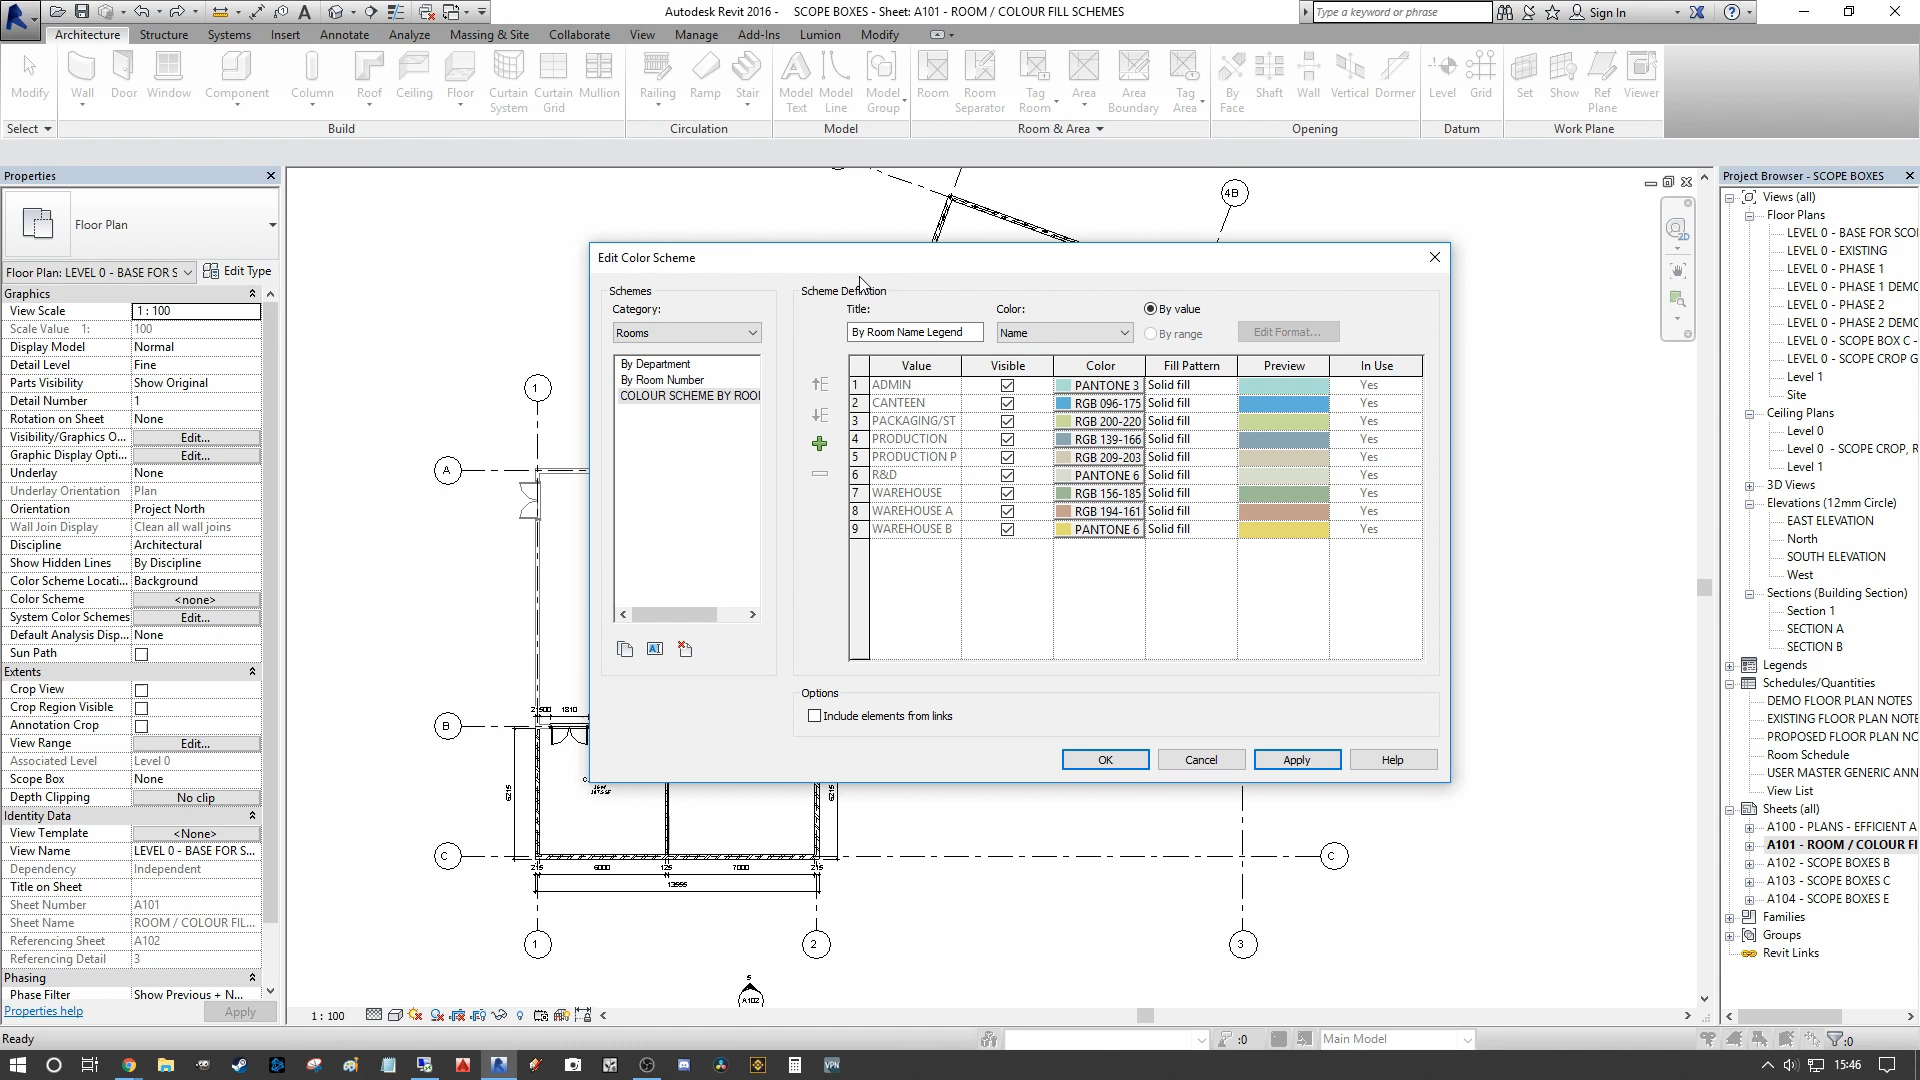 Autodesk Revit 2016 -    SCOPE BOXES - Sheet: A101 - ROOM / COLOUR FILL SCHEMES
Type a keyword or phrase
Sign In
Architecture Structure Systems Insert Annotate Analyze Massing & Site Collaborate View Manage Add-Ins Lumion Modify
Modify Wall Door Window Component Column Roof Ceiling Floor Curtain System Curtain Grid Mullion Railing Ramp Stair Model Text Model Line Model Group Room Room Separator Tag Room Area Area Boundary Tag Area By Face Shaft Wall Vertical Dormer Level Grid Set Show Ref Plane Viewer
Select Build Circulation Model Room & Area Opening Datum Work Plane
Properties
Floor Plan
Floor Plan: LEVEL 0 - BASE FOR S
Edit Type
Graphics
View Scale 1 : 100
Scale Value 1: 100
Display Model Normal
Detail Level Fine
Parts Visibility Show Original
Detail Number 1
Rotation on Sheet None
Visibility/Graphics O... Edit...
Graphic Display Opti... Edit...
Underlay None
Underlay Orientation Plan
Orientation Project North
Wall Join Display Clean all wall joins
Discipline Architectural
Show Hidden Lines By Discipline
Color Scheme Locati... Background
Color Scheme <none>
System Color Schemes Edit...
Default Analysis Disp... None
Sun Path
Extents
Crop View
Crop Region Visible
Annotation Crop
View Range Edit...
Associated Level Level 0
Scope Box None
Depth Clipping No clip
Identity Data
View Template <None>
View Name LEVEL 0 - BASE FOR S...
Dependency Independent
Title on Sheet
Sheet Number A101
Sheet Name ROOM / COLOUR FIL...
Referencing Sheet A102
Referencing Detail 3
Phasing
Phase Filter Show Previous + N...
Properties help
Apply
4B
1
A
B
C
C
1
2
3
1810
6215
6215
215 6000 125 7000 215
13555
S
A102
Edit Color Scheme
Schemes
Category:
Rooms
By Department
By Room Number
COLOUR SCHEME BY ROOI
Scheme Definition
Title:
By Room Name Legend
Color:
Name
By value
By range
Edit Format...
Value Visible Color Fill Pattern Preview In Use
1 ADMIN PANTONE 3 Solid fill Yes
2 CANTEEN RGB 096-175 Solid fill Yes
3 PACKAGING/ST RGB 200-220 Solid fill Yes
4 PRODUCTION RGB 139-166 Solid fill Yes
5 PRODUCTION P RGB 209-203 Solid fill Yes
6 R&D PANTONE 6 Solid fill Yes
7 WAREHOUSE RGB 156-185 Solid fill Yes
8 WAREHOUSE A RGB 194-161 Solid fill Yes
9 WAREHOUSE B PANTONE 6 Solid fill Yes
Options
Include elements from links
OK Cancel Apply Help
2D
Project Browser - SCOPE BOXES
Views (all)
Floor Plans
LEVEL 0 - BASE FOR SCOI
LEVEL 0 - EXISTING
LEVEL 0 - PHASE 1
LEVEL 0 - PHASE 1 DEMC
LEVEL 0 - PHASE 2
LEVEL 0 - PHASE 2 DEMC
LEVEL 0 - SCOPE BOX C -
LEVEL 0 - SCOPE CROP G
Level 1
Site
Ceiling Plans
Level 0
Level 0 - SCOPE CROP, R
Level 1
3D Views
Elevations (12mm Circle)
EAST ELEVATION
North
SOUTH ELEVATION
West
Sections (Building Section)
Section 1
SECTION A
SECTION B
Legends
Schedules/Quantities
DEMO FLOOR PLAN NOTES
EXISTING FLOOR PLAN NOTE
PROPOSED FLOOR PLAN NC
Room Schedule
USER MASTER GENERIC ANN
View List
Sheets (all)
A100 - PLANS - EFFICIENT A
A101 - ROOM / COLOUR FI
A102 - SCOPE BOXES B
A103 - SCOPE BOXES C
A104 - SCOPE BOXES E
Families
Groups
Revit Links
1 : 100
Ready
:0
Main Model
:0
VPN
15:46